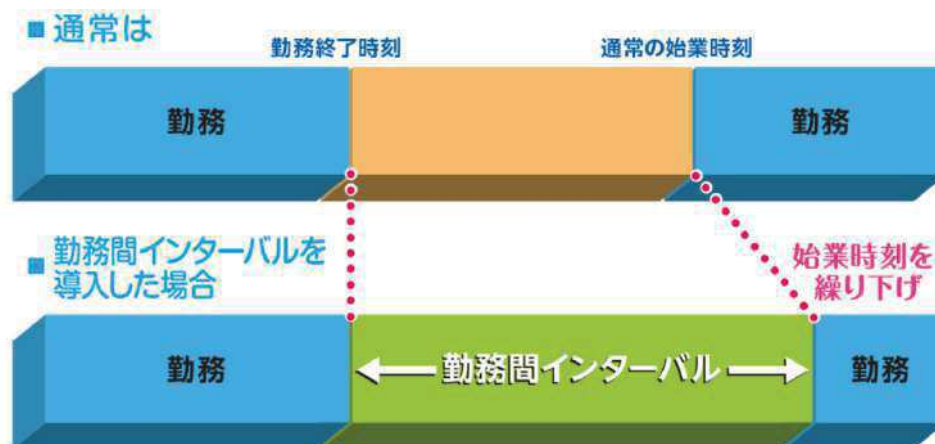 ■通常は
勤務終了時刻
通常の始業時刻
勤務
勤務
■勤務間インターバルを
導入した場合
始業時刻を
繰り下げ
勤務
勤務間インターバル
勤務